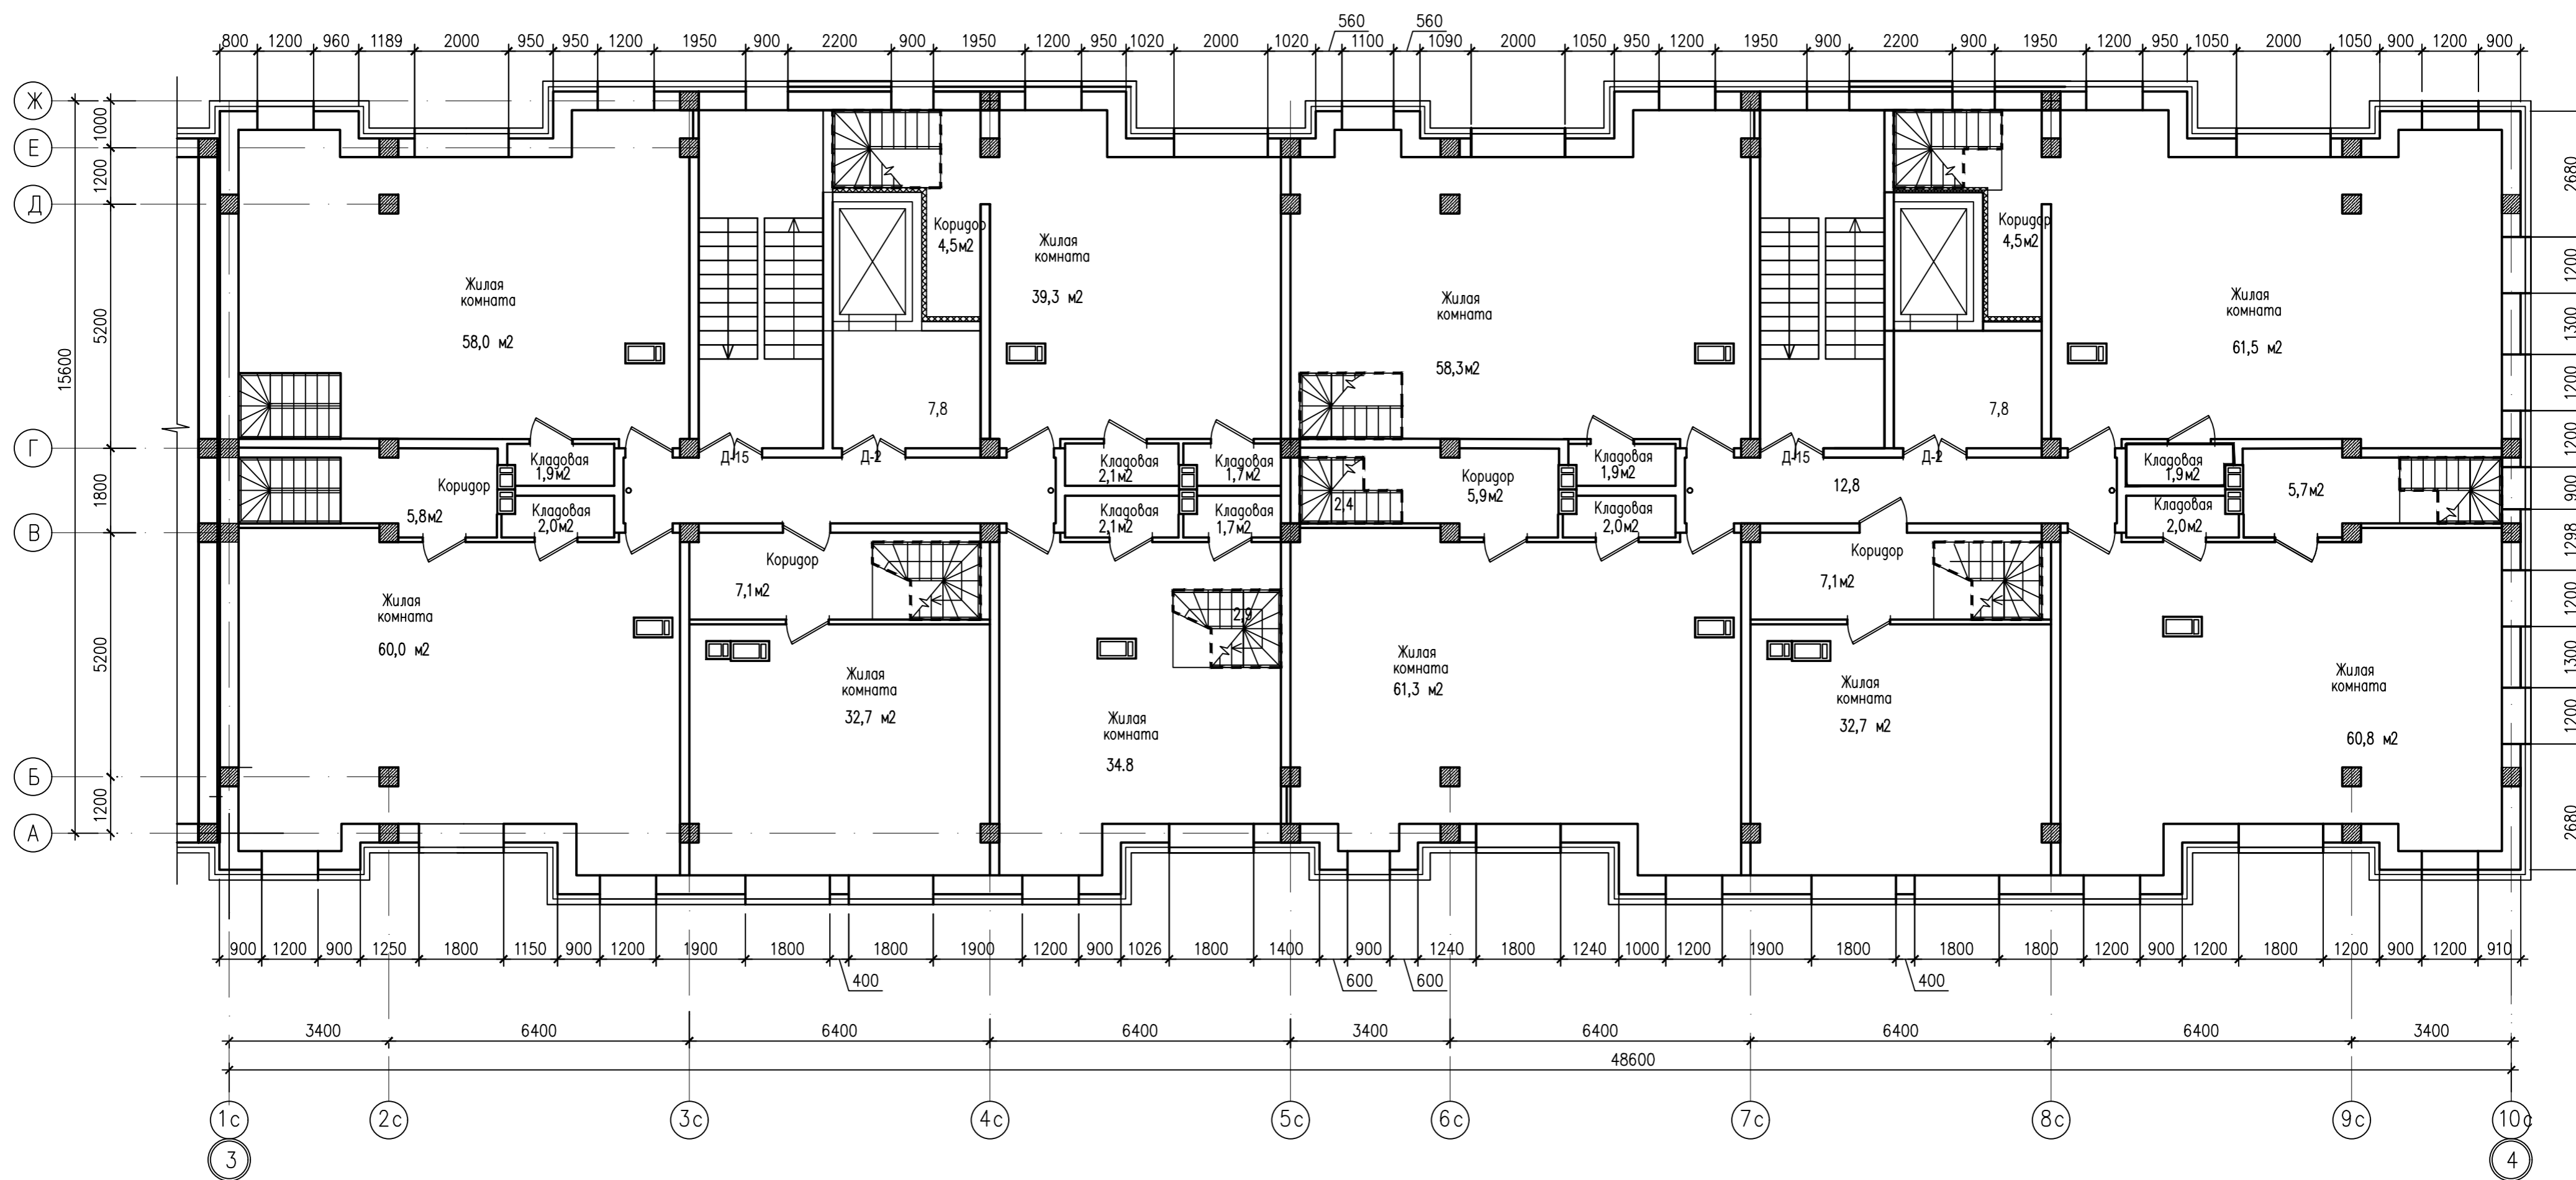 560 560
800 1200 960 1189 2000 950 950 1200 1950 900 2200 900 1950 1200 950 1020 2000 1020 1100 1090 2000 1050 950 1200 1950 900 2200 900 1950 1200 950 1050 2000 1050 900 1200 900
Ж
Е
Д
Г
В
Б
А
15600
1000
1200
5200
1800
5200
1200
2680
1200
1300
1200
1200
900
1298
1200
1300
1200
2680
Жилая
комната
58,0 м2
Коридор
4,5м2
Жилая
комната
39,3 м2
Жилая
комната
58,3м2
Коридор
4,5м2
Жилая
комната
61,5 м2
7,8
7,8
Д-15
Д-2
Д-15
Д-2
Коридор
5,8м2
Кладовая
1,9м2
Кладовая
2,0м2
Кладовая
2,1м2
Кладовая
1,7м2
Кладовая
2,1м2
Кладовая
1,7м2
2,4
Коридор
5,9м2
Кладовая
1,9м2
Кладовая
2,0м2
12,8
Кладовая
1,9м2
Кладовая
2,0м2
5,7м2
Коридор
7,1м2
Коридор
7,1м2
2,9
Жилая
комната
60,0 м2
Жилая
комната
32,7 м2
Жилая
комната
34.8
Жилая
комната
61,3 м2
Жилая
комната
32,7 м2
Жилая
комната
60,8 м2
900 1200 900 1250 1800 1150 900 1200 1900 1800 1800 1900 1200 900 1026 1800 1400 900 1240 1800 1240 1000 1200 1900 1800 1800 1800 1200 900 1200 1800 1200 900 1200 910
400 600 600 400
3400 6400 6400 6400 3400 6400 6400 6400 3400
48600
1с 2с 3с 4с 5с 6с 7с 8с 9с 10с
3 4